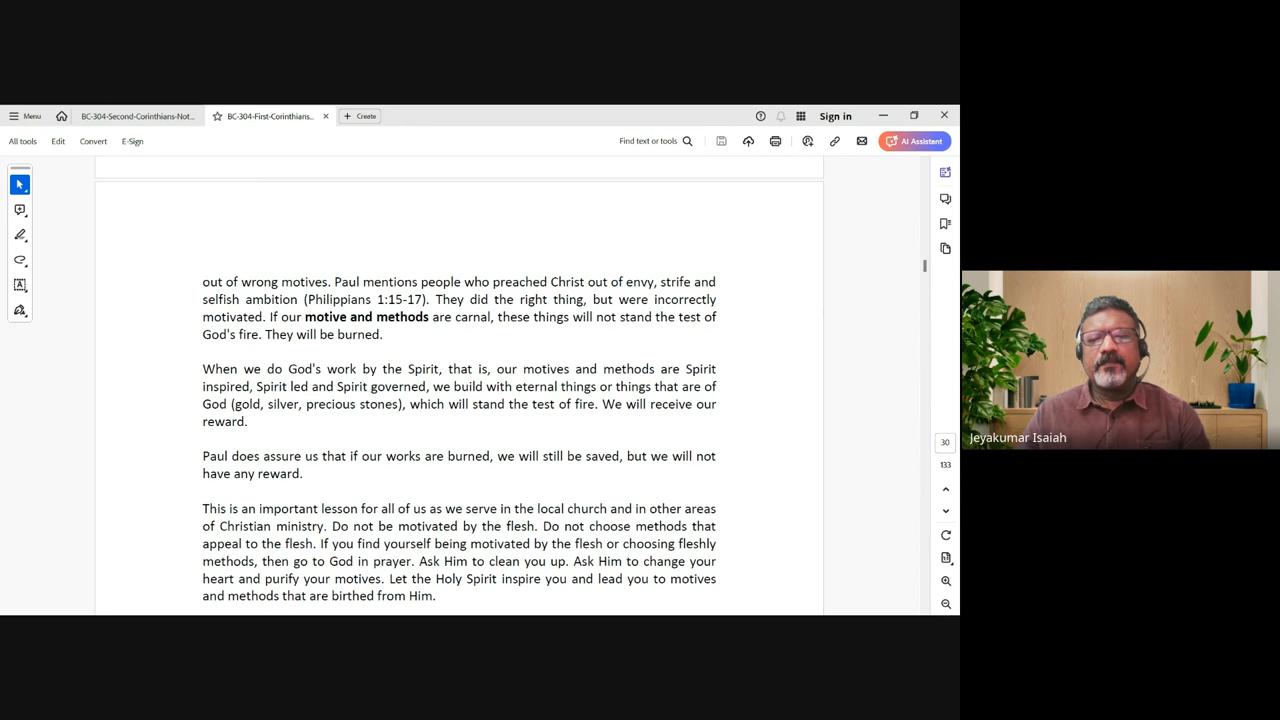 Menu
BC-304-Second-Corinthians-Not...
BC-304-First-Corinthians...
Create
Sign in
All tools
Edit
Convert
E-Sign
Find text or tools
AI Assistant
out of wrong motives. Paul mentions people who preached Christ out of envy, strife and
selfish ambition (Philippians 1:15-17). They did the right thing, but were incorrectly
motivated. If our motive and methods are carnal, these things will not stand the test of
God's fire. They will be burned.
When we do God's work by the Spirit, that is, our motives and methods are Spirit
inspired, Spirit led and Spirit governed, we build with eternal things or things that are of
God (gold, silver, precious stones), which will stand the test of fire. We will receive our
reward.
Paul does assure us that if our works are burned, we will still be saved, but we will not
have any reward.
This is an important lesson for all of us as we serve in the local church and in other areas
of Christian ministry. Do not be motivated by the flesh. Do not choose methods that
appeal to the flesh. If you find yourself being motivated by the flesh or choosing fleshly
methods, then go to God in prayer. Ask Him to clean you up. Ask Him to change your
heart and purify your motives. Let the Holy Spirit inspire you and lead you to motives
and methods that are birthed from Him.
30
133
Jeyakumar Isaiah